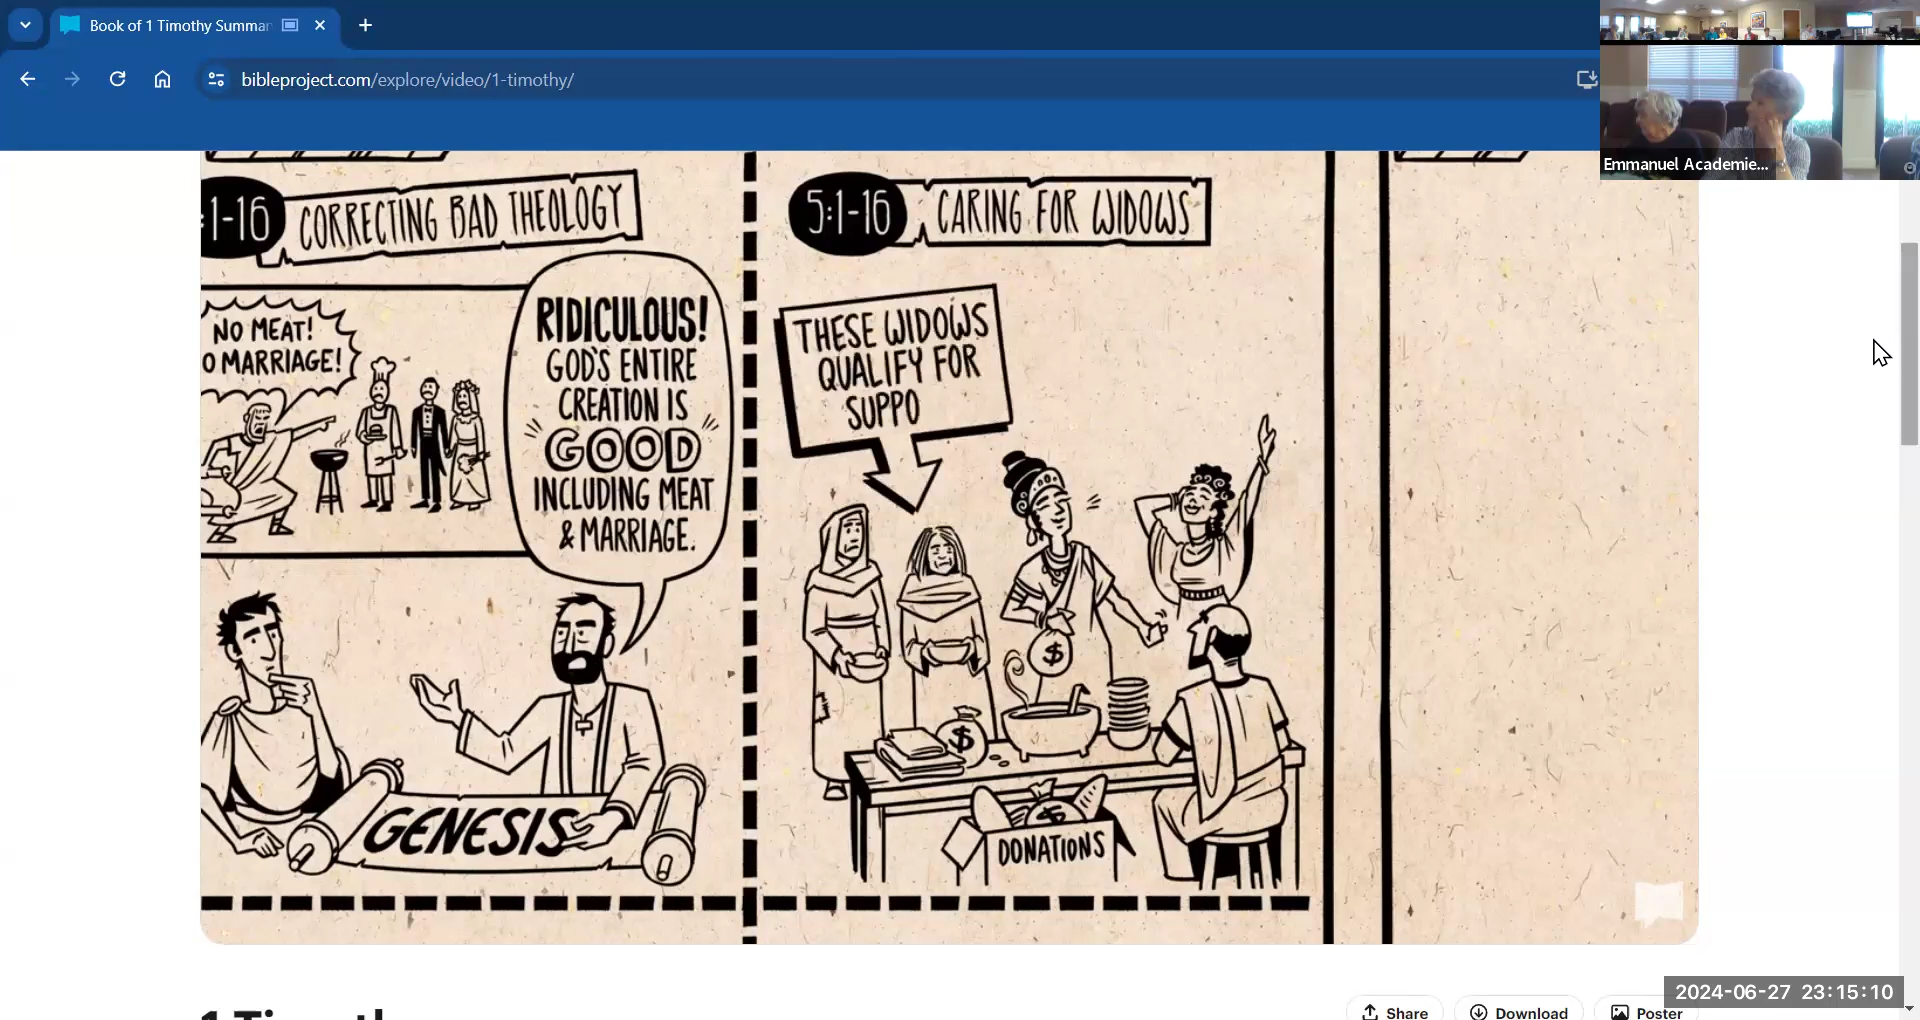 Book of 1 Timothy Summar
bibleproject.com/explore/video/1-timothy/
Emmanuel Academie...
:1-16
CORRECTING BAD THEOLOGY
NO MEAT!
O MARRIAGE!
RIDICULOUS!
GOD'S ENTIRE
CREATION IS
GOOD
INCLUDING MEAT
& MARRIAGE.
GENESIS
5:1-16
CARING FOR WIDOWS
THESE WIDOWS
QUALIFY FOR
SUPPO
$
$
$
DONATIONS
Share
Download
Poster
2024-06-27 23:15:10